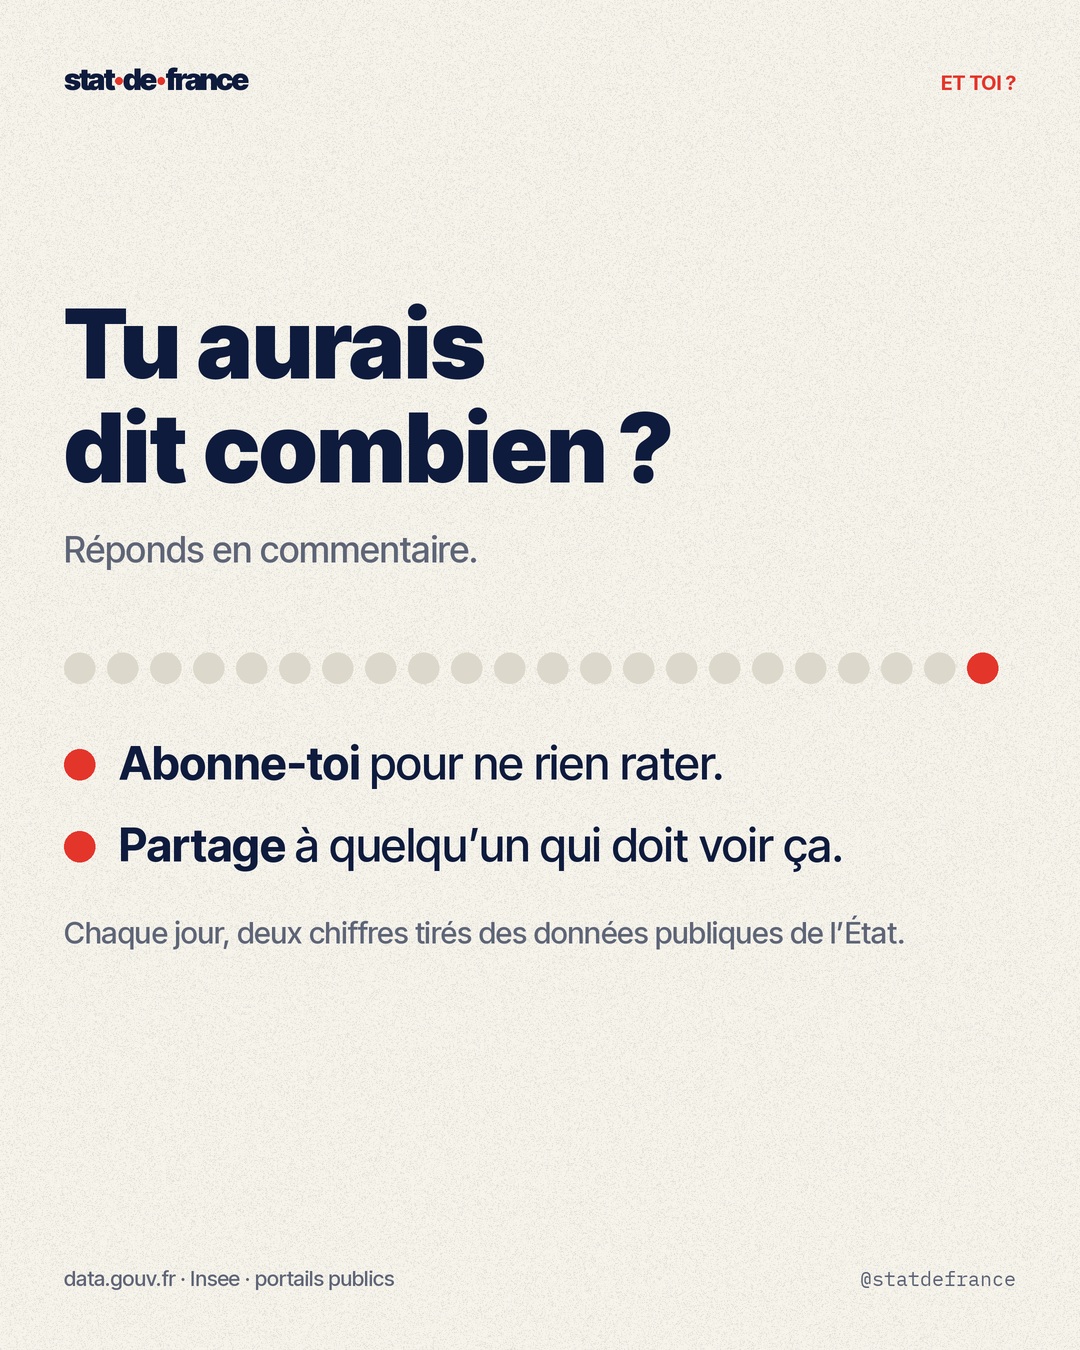 stat•de•france
ET TOI ?
Tu aurais
dit combien ?
Réponds en commentaire.
Abonne-toi pour ne rien rater.
Partage à quelqu’un qui doit voir ça.
Chaque jour, deux chiffres tirés des données publiques de l’État.
data.gouv.fr · Insee · portails publics
@statdefrance